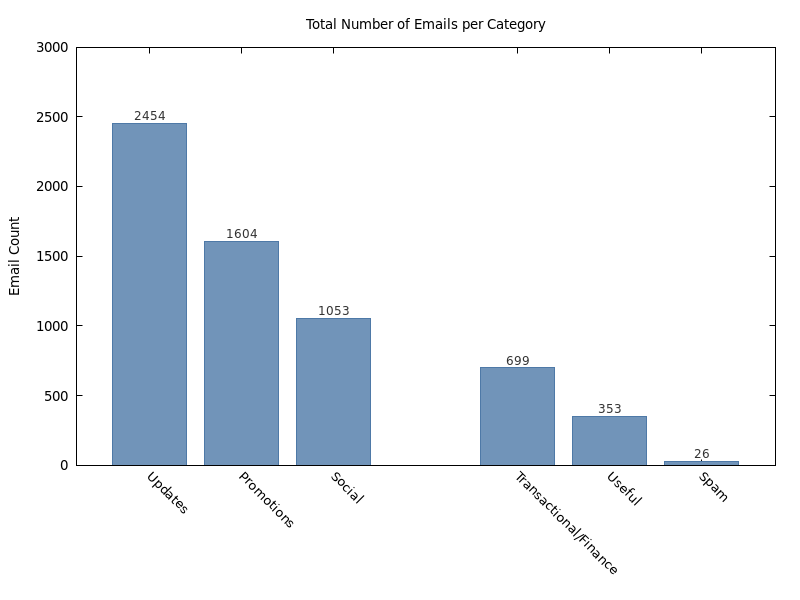 Total Number of Emails per Category
Email Count
3000
2500
2000
1500
1000
500
0
2454
1604
1053
699
353
26
Updates
Promotions
Social
Transactional/Finance
Useful
Spam